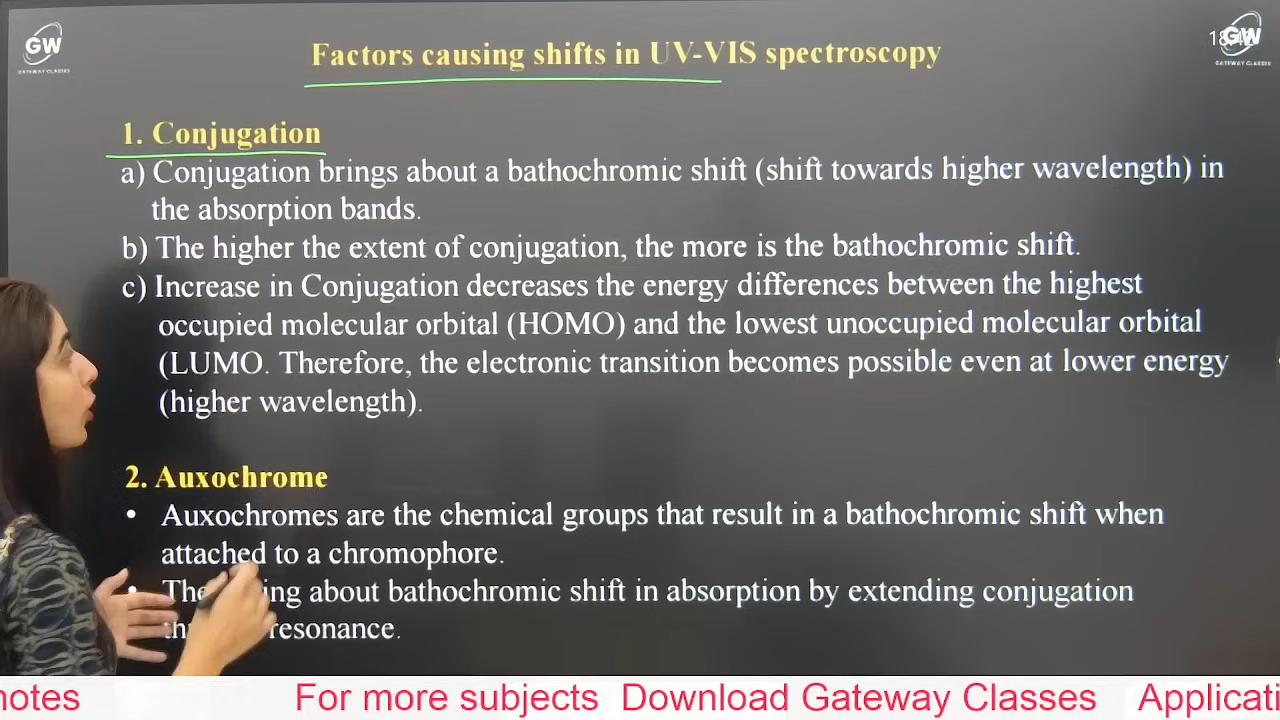 GW
GATEWAY CLASSES
Factors causing shifts in UV-VIS spectroscopy
GW
GATEWAY CLASSES
1. Conjugation
a) Conjugation brings about a bathochromic shift (shift towards higher wavelength) in
the absorption bands.
b) The higher the extent of conjugation, the more is the bathochromic shift.
c) Increase in Conjugation decreases the energy differences between the highest
occupied molecular orbital (HOMO) and the lowest unoccupied molecular orbital
(LUMO. Therefore, the electronic transition becomes possible even at lower energy
(higher wavelength).
2. Auxochrome
• Auxochromes are the chemical groups that result in a bathochromic shift when
attached to a chromophore.
• about bathochromic shift in absorption by extending conjugation
resonance.
notes For more subjects Download Gateway Classes